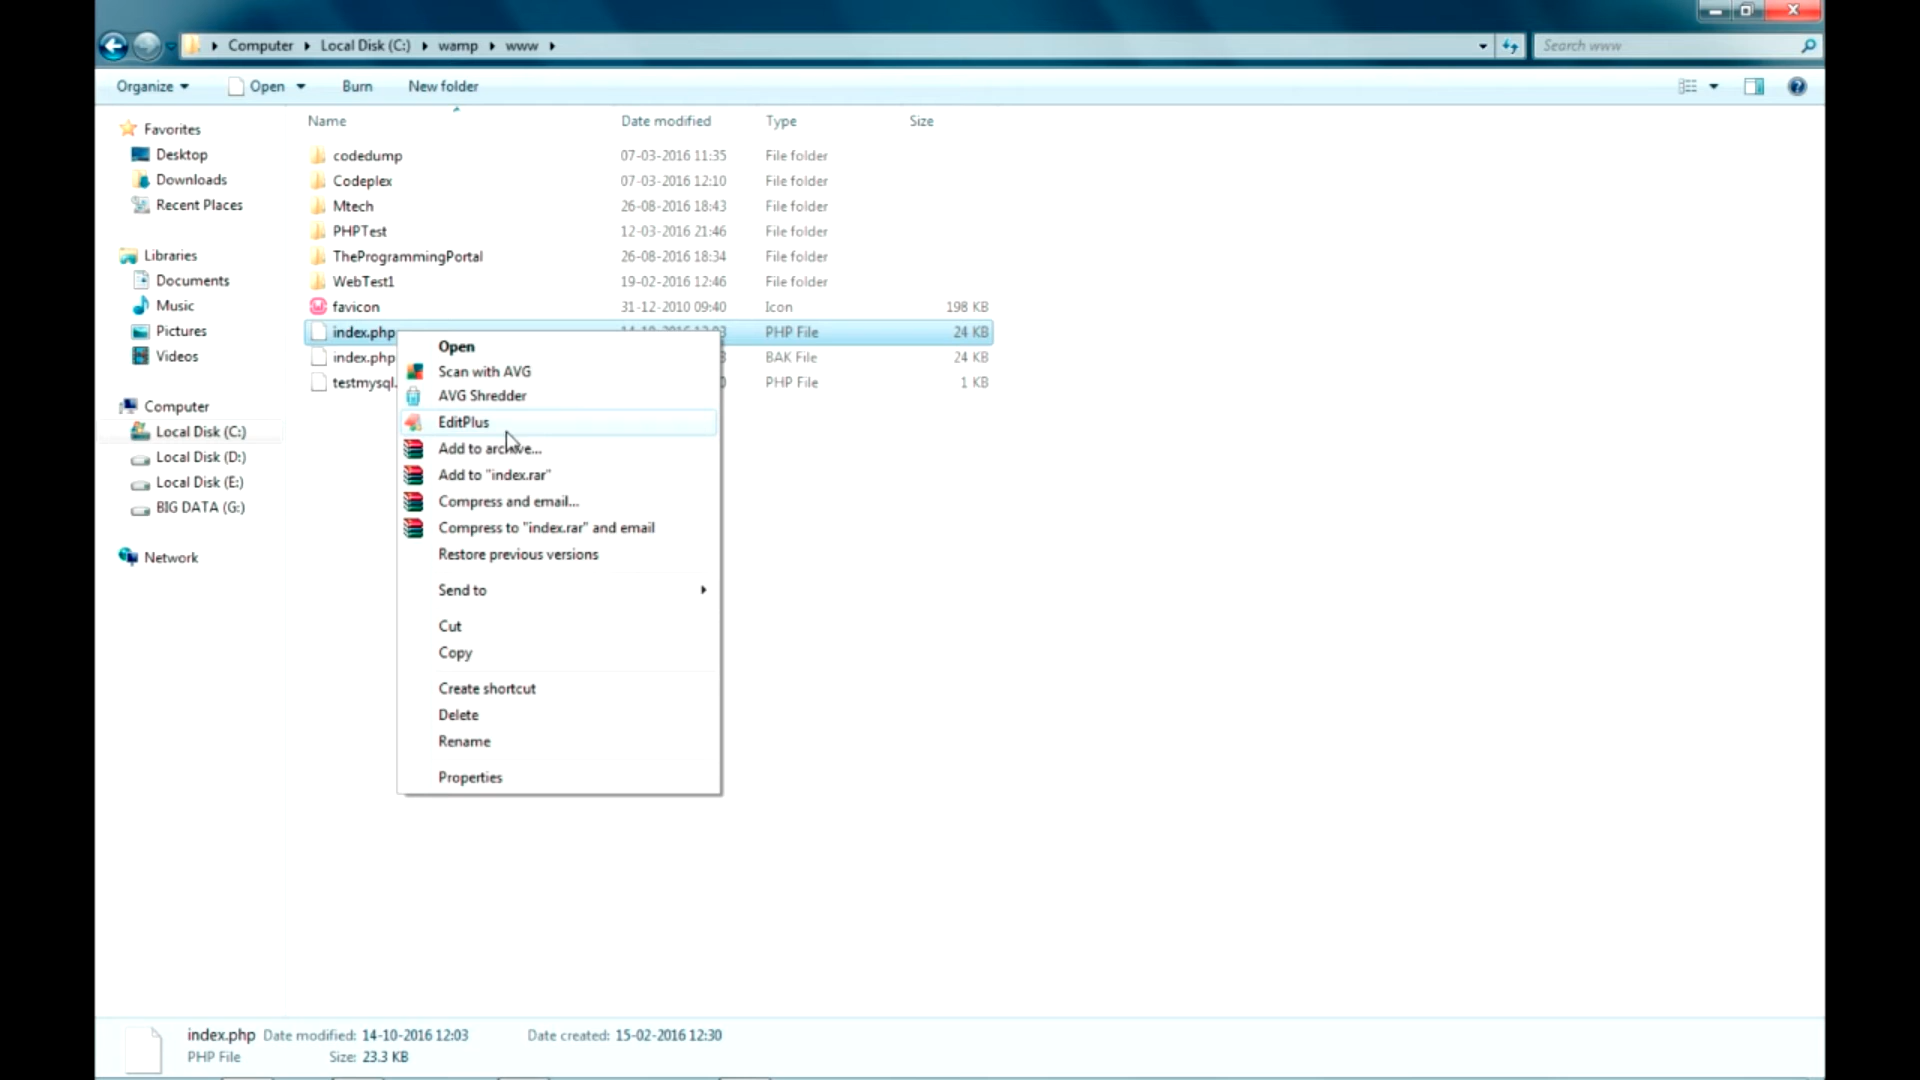 Computer Local Disk (C:) wamp www
Search www
Organize Open Burn New folder
Name Date modified Type Size
Favorites
Desktop
Downloads
Recent Places
Libraries
Documents
Music
Pictures
Videos
Computer
Local Disk (C:)
Local Disk (D:)
Local Disk (E:)
BIG DATA (G:)
Network
codedump 07-03-2016 11:35 File folder
Codeplex 07-03-2016 12:10 File folder
Mtech 26-08-2016 18:43 File folder
PHPTest 12-03-2016 21:46 File folder
TheProgrammingPortal 26-08-2016 18:34 File folder
WebTest1 19-02-2016 12:46 File folder
favicon 31-12-2010 09:40 Icon 198 KB
index.php PHP File 24 KB
index.php BAK File 24 KB
testmysql. PHP File 1 KB
Open
Scan with AVG
AVG Shredder
EditPlus
Add to archive...
Add to "index.rar"
Compress and email...
Compress to "index.rar" and email
Restore previous versions
Send to
Cut
Copy
Create shortcut
Delete
Rename
Properties
index.php Date modified: 14-10-2016 12:03 Date created: 15-02-2016 12:30
PHP File Size: 23.3 KB